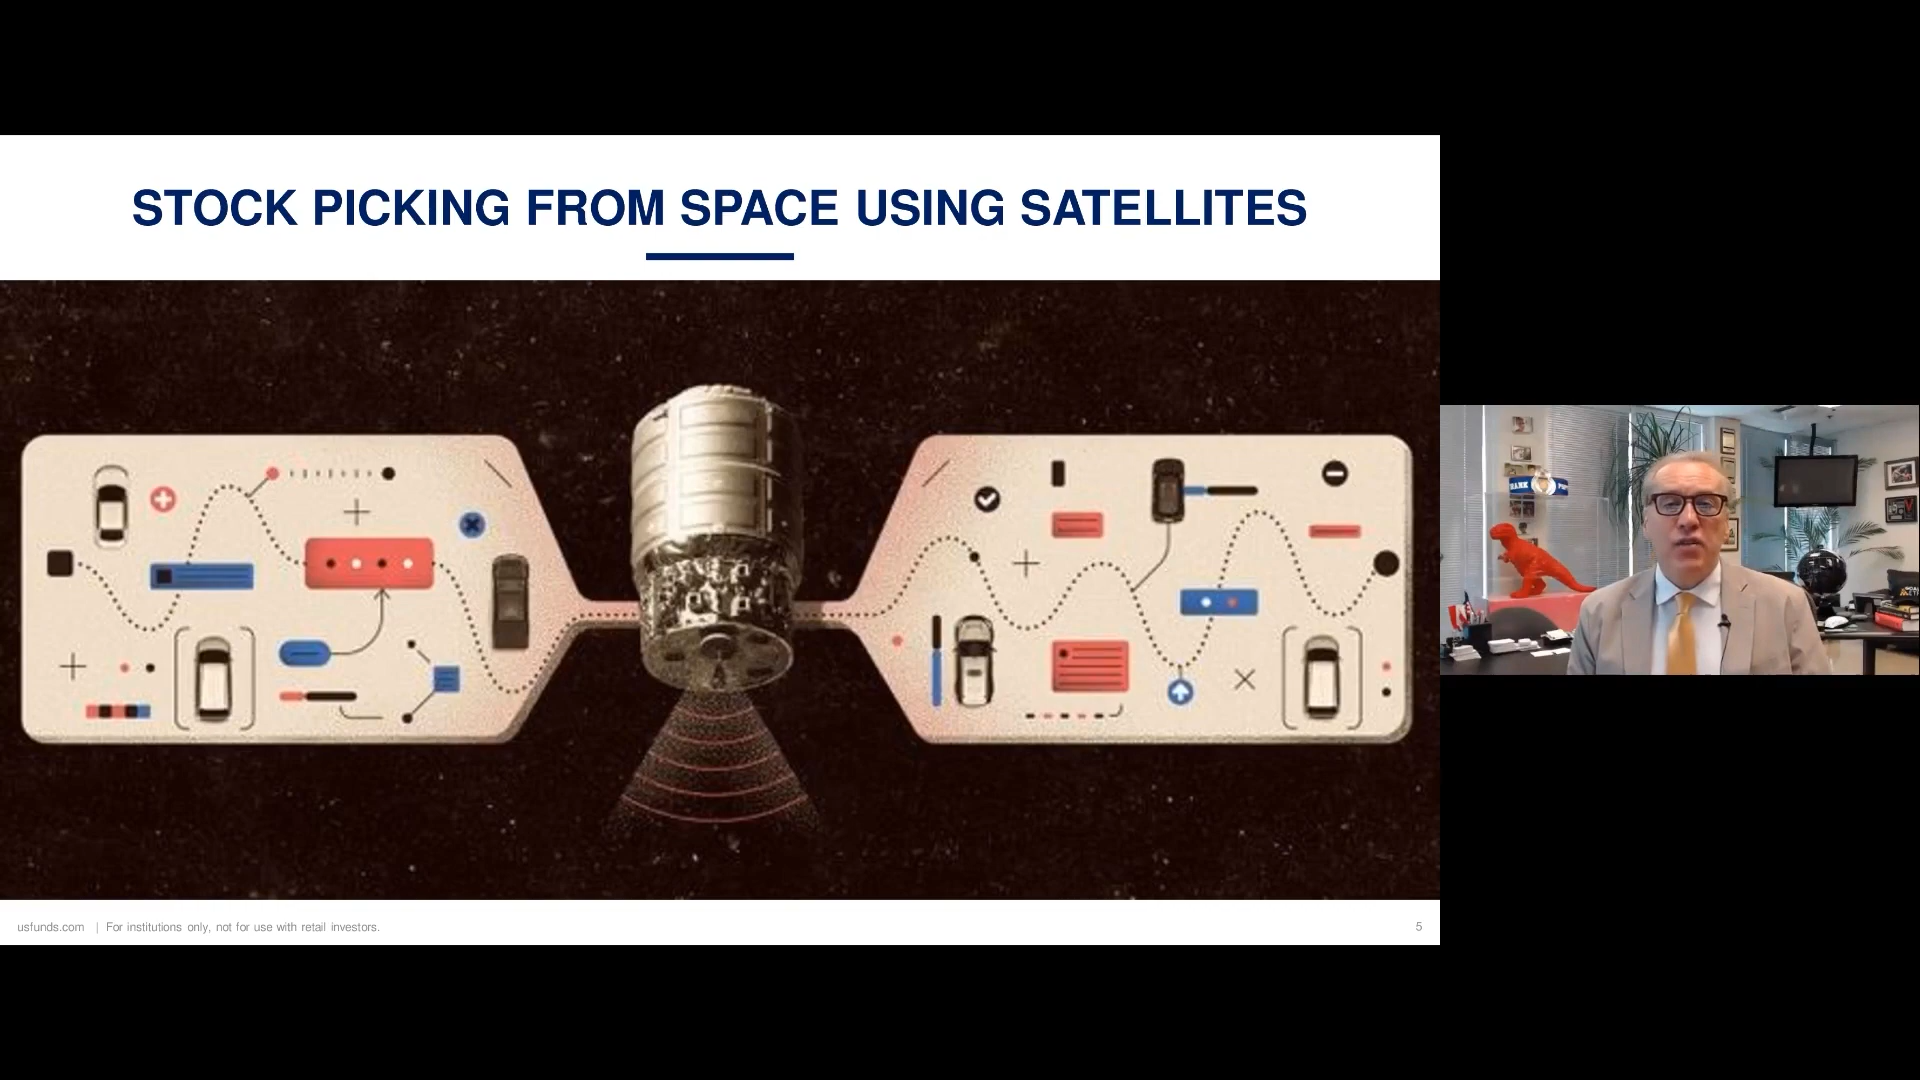 STOCK PICKING FROM SPACE USING SATELLITES
usfunds.com | For institutions only, not for use with retail investors.
5